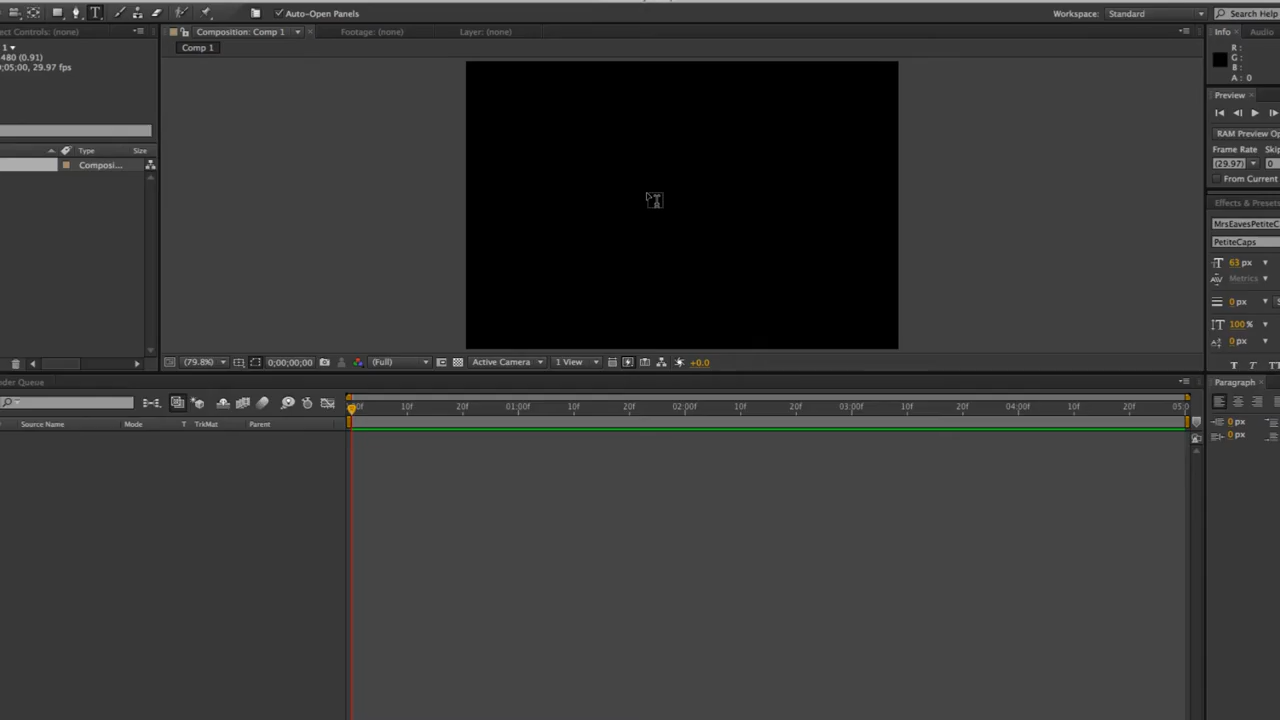 T Auto-Open Panels Workspace: Standard Search Help
ect Controls: (none) Composition: Comp 1 Footage: (none) Layer: (none) Info Audio
1 Comp 1 R:
480 (0.91) G:
;05;00, 29.97 fps B:
A: 0
Preview
RAM Preview Op
Type Size Frame Rate Skip
Composi... (29.97) 0
From Current
Effects & Presets
MrsEavesPetiteC
PetiteCaps
63 px
Metrics
0 px
100 %
0 px
(79.8%) 0;00;00;00 (Full) Active Camera 1 View +0.0
T T TT
der Queue Paragraph
:00f 10f 20f 01:00f 10f 20f 02:00f 10f 20f 03:00f 10f 20f 04:00f 10f 20f 05:0
Source Name Mode T TrkMat Parent 0 px
0 px